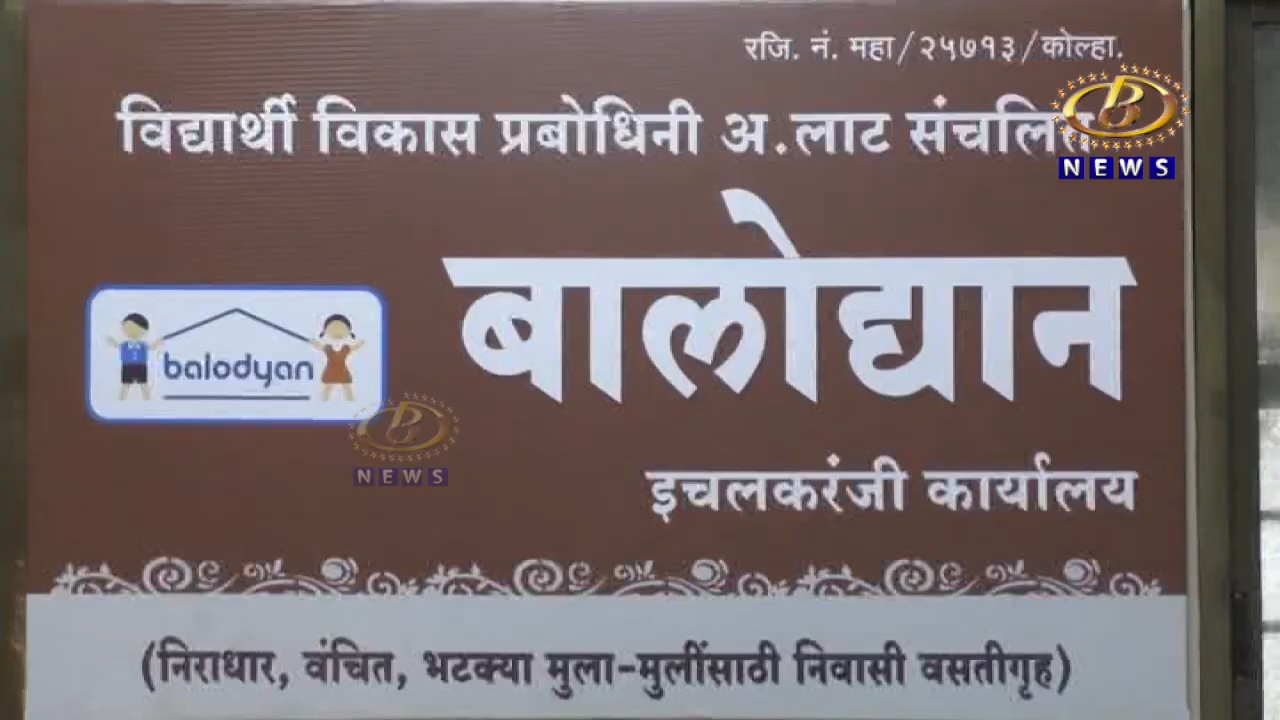 रजि. नं. महा/२५७१३/कोल्हा.
विद्यार्थी विकास प्रबोधिनी अ.लाट संचलित
B
NEWS
बालोद्यान
balodyan
B
NEWS
इचलकरंजी कार्यालय
(निराधार, वंचित, भटक्या मुला-मुलींसाठी निवासी वसतीगृह)